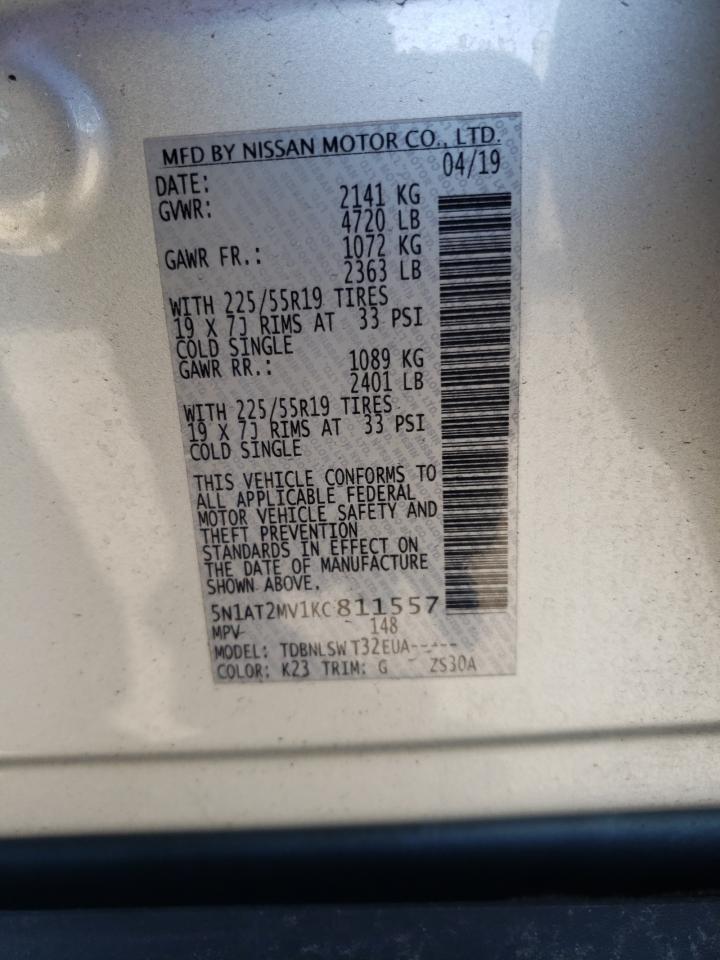 MFD BY NISSAN MOTOR CO., LTD.
DATE: 04/19
GVWR: 2141 KG
4720 LB
GAWR FR.: 1072 KG
2363 LB
WITH 225/55R19 TIRES
19 X 7J RIMS AT 33 PSI
COLD SINGLE
GAWR RR.: 1089 KG
2401 LB
WITH 225/55R19 TIRES
19 X 7J RIMS AT 33 PSI
COLD SINGLE
THIS VEHICLE CONFORMS TO
ALL APPLICABLE FEDERAL
MOTOR VEHICLE SAFETY AND
THEFT PREVENTION
STANDARDS IN EFFECT ON
THE DATE OF MANUFACTURE
SHOWN ABOVE.
5N1AT2MV1KC811557
MPV 148
MODEL: TDBNLSW T32EUA-----
COLOR: K23 TRIM: G ZS30A